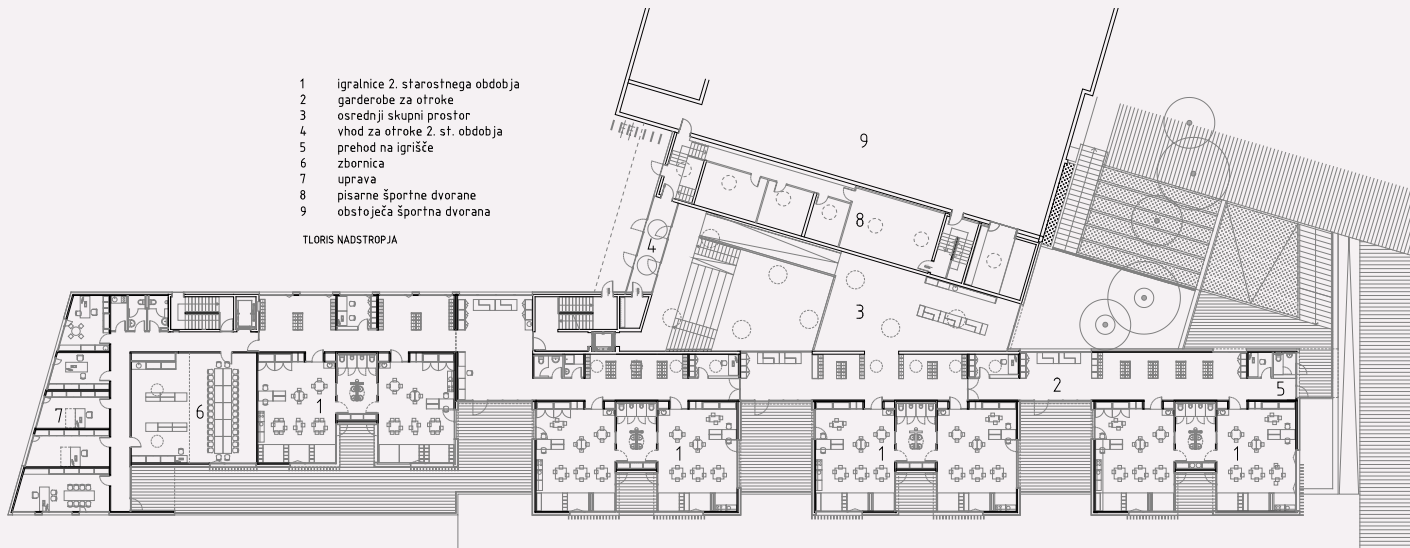 1 igralnice 2. starostnega obdobja
2 garderobe za otroke
3 osrednji skupni prostor
4 vhod za otroke 2. st. obdobja
5 prehod na igrišče
6 zbornica
7 uprava
8 pisarne športne dvorane
9 obstoječa športna dvorana
TLORIS NADSTROPJA
9
8
4
3
2
5
6
1
7
1
1
1